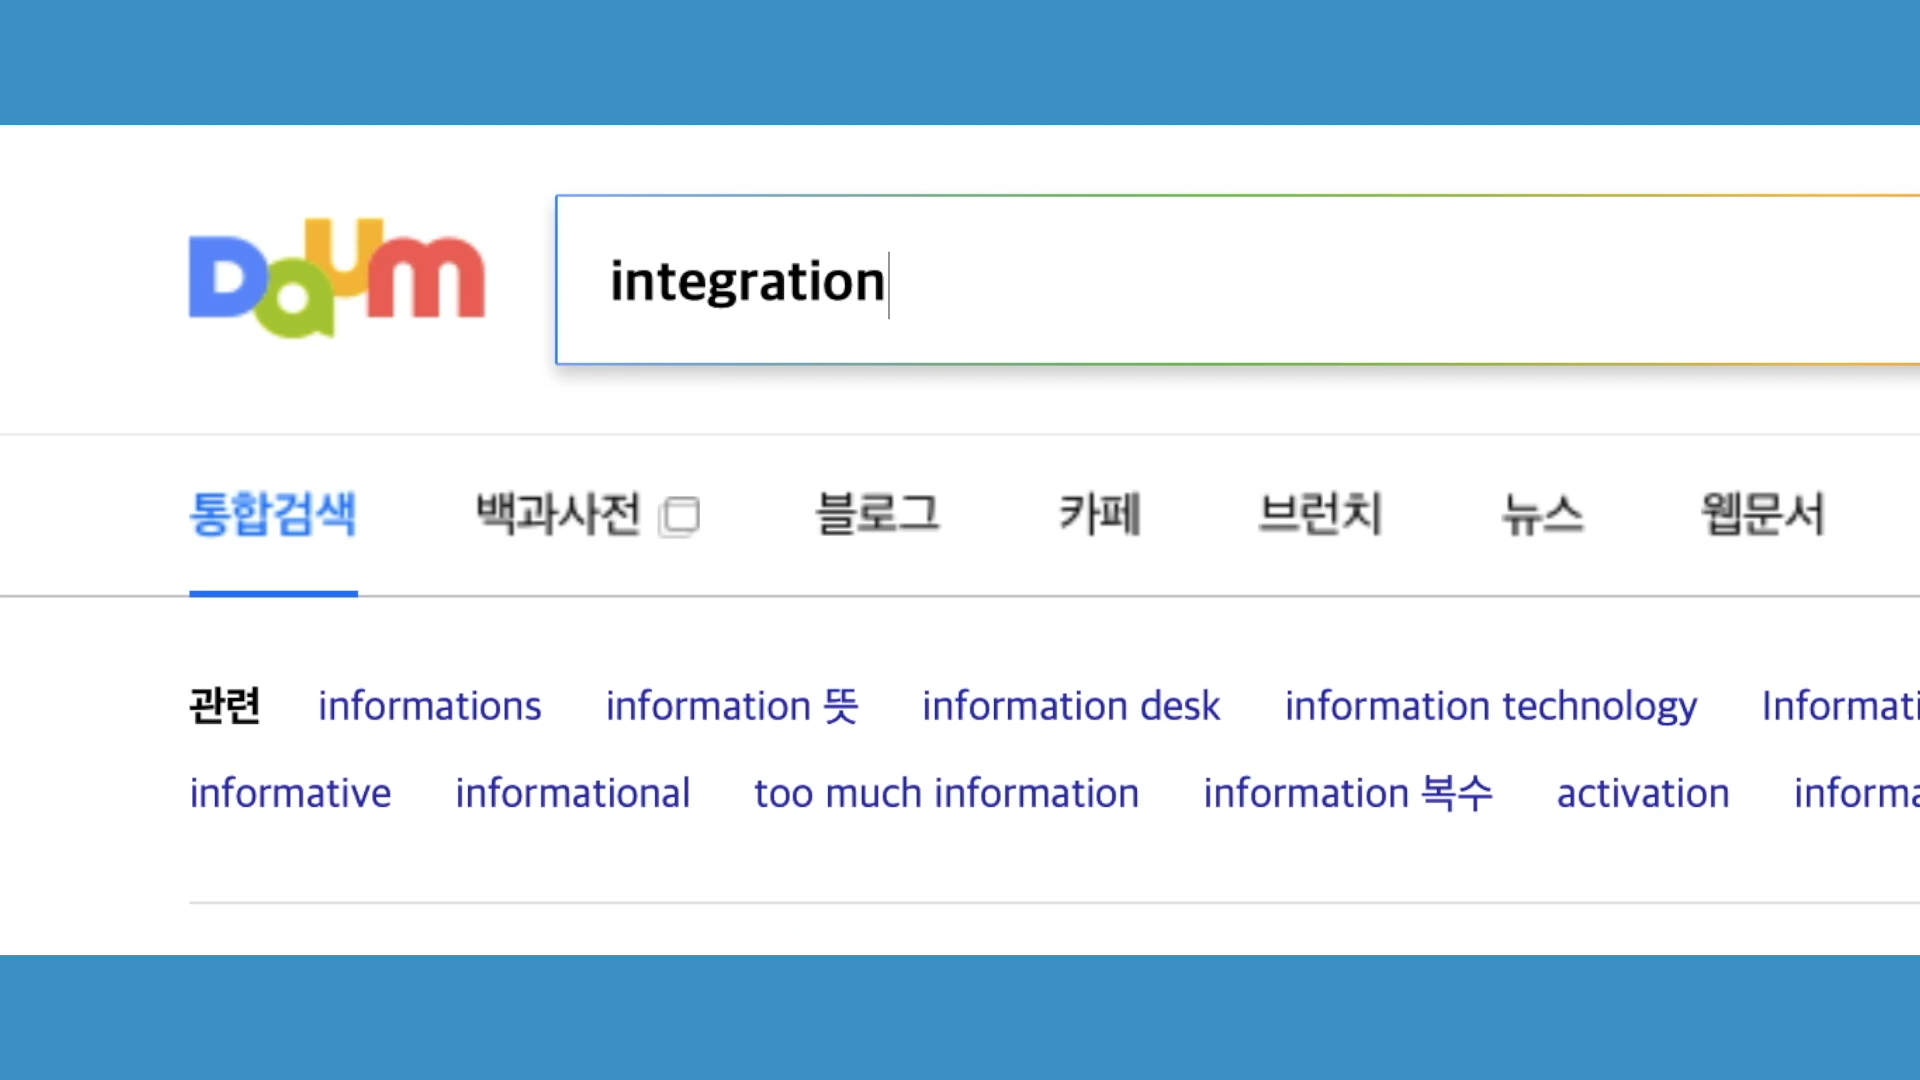 Daum
integration
통합검색 백과사전 블로그 카페 브런치 뉴스 웹문서
관련 informations information 뜻 information desk information technology Informati
informative informational too much information information 복수 activation informa